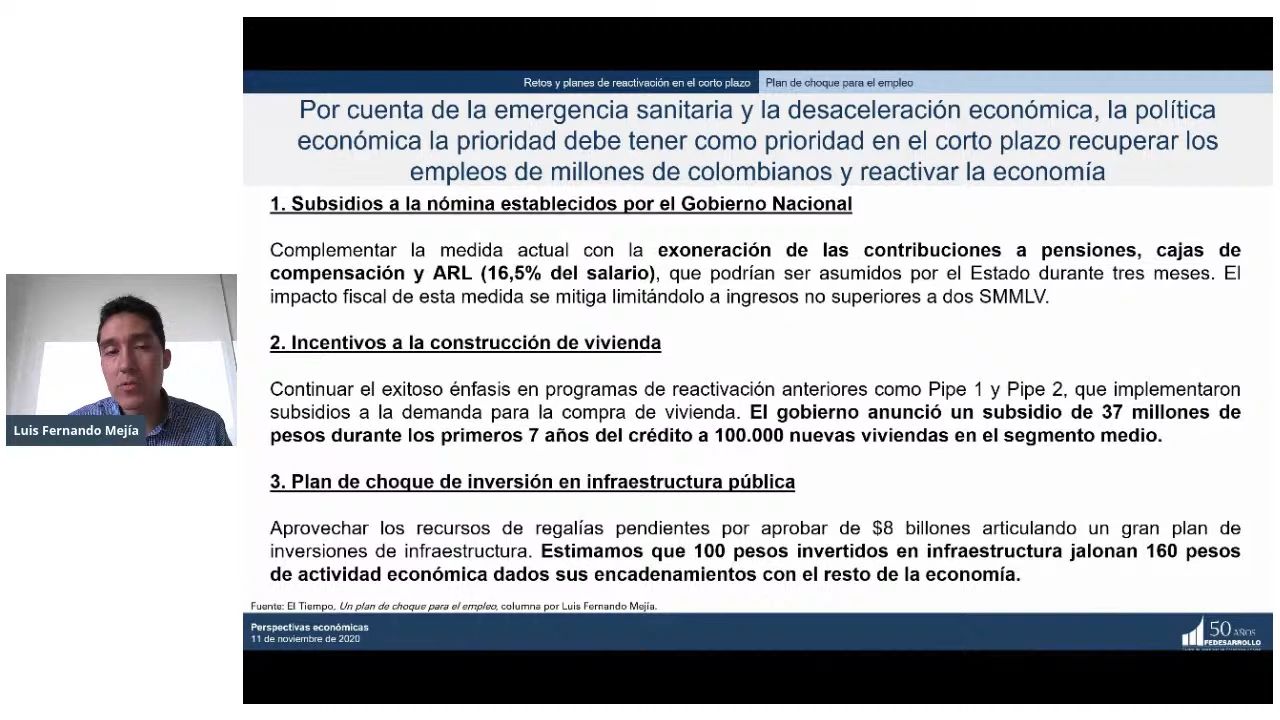 Retos y planes de reactivación en el corto plazo
Plan de choque para el empleo
Por cuenta de la emergencia sanitaria y la desaceleración económica, la política
económica la prioridad debe tener como prioridad en el corto plazo recuperar los
empleos de millones de colombianos y reactivar la economía
1. Subsidios a la nómina establecidos por el Gobierno Nacional
Complementar la medida actual con la exoneración de las contribuciones a pensiones, cajas de
compensación y ARL (16,5% del salario), que podrían ser asumidos por el Estado durante tres meses. El
impacto fiscal de esta medida se mitiga limitándolo a ingresos no superiores a dos SMMLV.
2. Incentivos a la construcción de vivienda
Continuar el exitoso énfasis en programas de reactivación anteriores como Pipe 1 y Pipe 2, que implementaron
subsidios a la demanda para la compra de vivienda. El gobierno anunció un subsidio de 37 millones de
pesos durante los primeros 7 años del crédito a 100.000 nuevas viviendas en el segmento medio.
3. Plan de choque de inversión en infraestructura pública
Aprovechar los recursos de regalías pendientes por aprobar de $8 billones articulando un gran plan de
inversiones de infraestructura. Estimamos que 100 pesos invertidos en infraestructura jalonan 160 pesos
de actividad económica dados sus encadenamientos con el resto de la economía.
Fuente: El Tiempo, Un plan de choque para el empleo, columna por Luis Fernando Mejía.
Perspectivas económicas
11 de noviembre de 2020
50 AÑOS
FEDESARROLLO
Luis Fernando Mejía